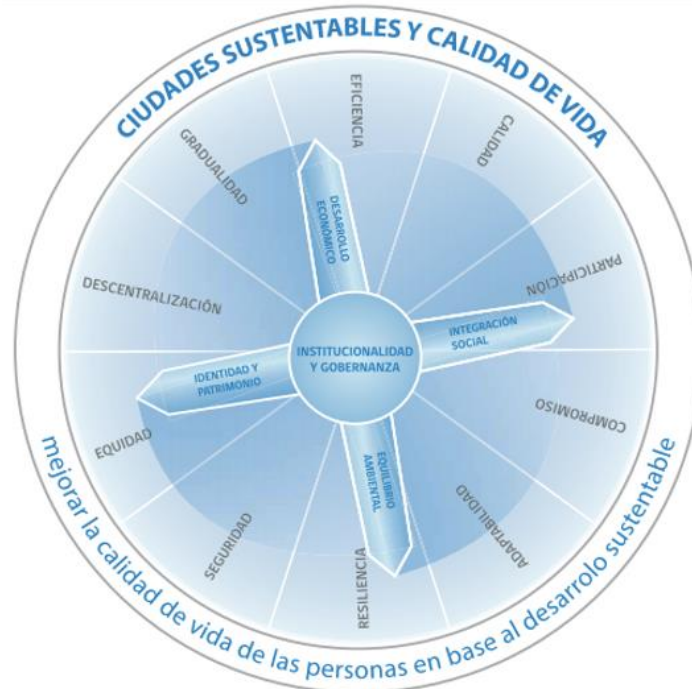 CIUDADES SUSTENTABLES Y CALIDAD DE VIDA
EFICIENCIA
CALIDAD
PARTICIPACION
COMPROMISO
ADAPTABILIDAD
RESILIENCIA
SEGURIDAD
EQUIDAD
DESCENTRALIZACIÓN
GRADUALIDAD
DESARROLLO
ECONÓMICO
INTEGRACIÓN
SOCIAL
EQUILIBRIO
AMBIENTAL
IDENTIDAD Y
PATRIMONIO
INSTITUCIONALIDAD
Y GOBERNANZA
mejorar la calidad de vida de las personas en base al desarrolo sustentable